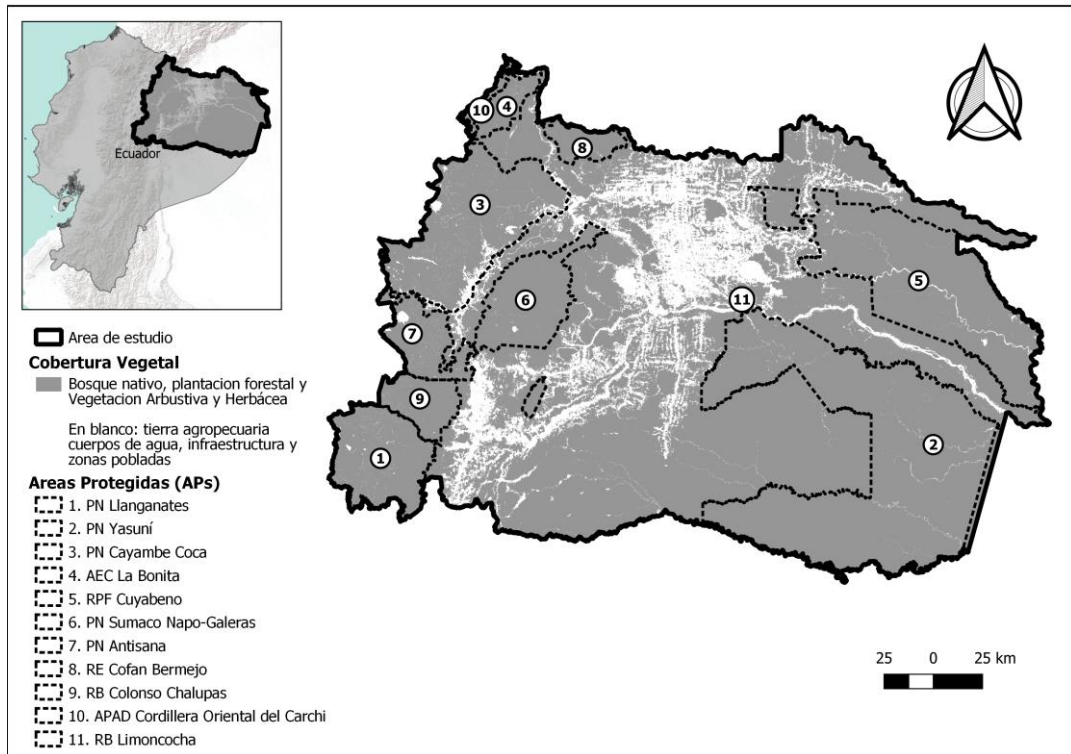 Ecuador
10
4
8
3
5
6
11
7
9
2
1
Area de estudio
Cobertura Vegetal
Bosque nativo, plantacion forestal y
Vegetacion Arbustiva y Herbácea
En blanco: tierra agropecuaria
cuerpos de agua, infraestructura y
zonas pobladas
Areas Protegidas (APs)
1. PN Llanganates
2. PN Yasuní
3. PN Cayambe Coca
4. AEC La Bonita
5. RPF Cuyabeno
6. PN Sumaco Napo-Galeras
7. PN Antisana
8. RE Cofan Bermejo
9. RB Colonso Chalupas
10. APAD Cordillera Oriental del Carchi
11. RB Limoncocha
25 0 25 km